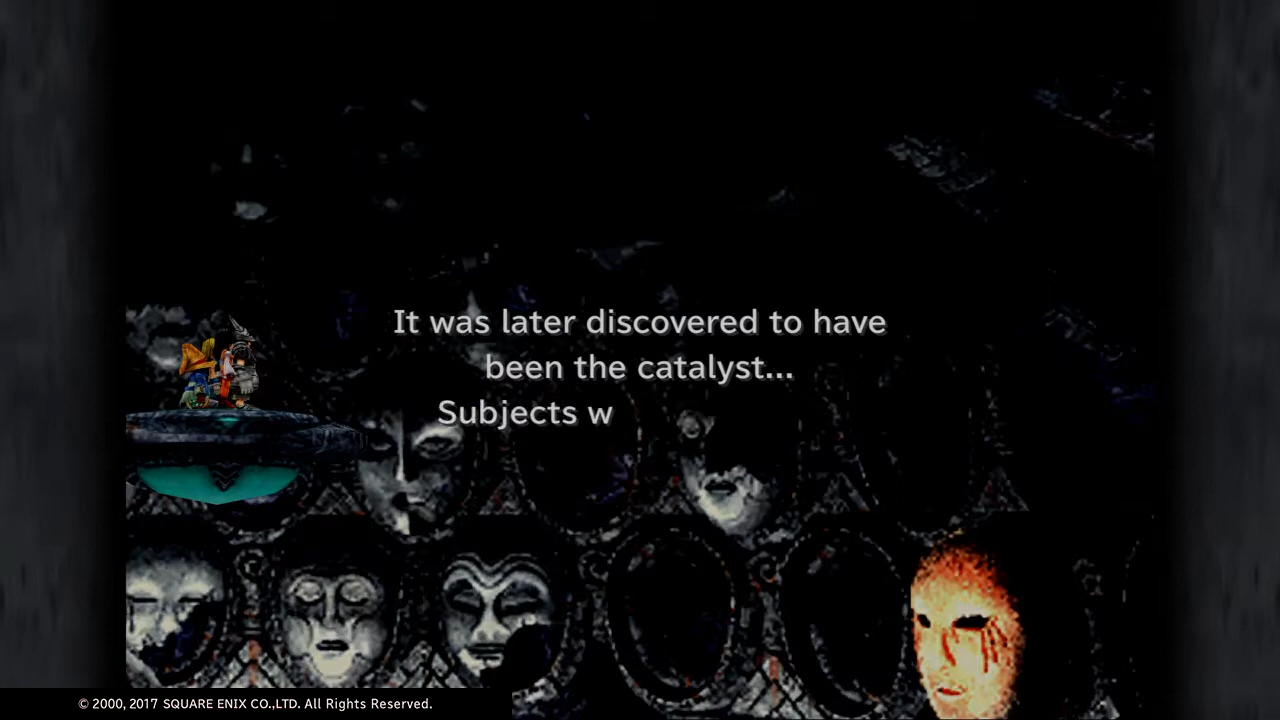 It was later discovered to have
been the catalyst...
Subjects w
© 2000, 2017 SQUARE ENIX CO.,LTD. All Rights Reserved.